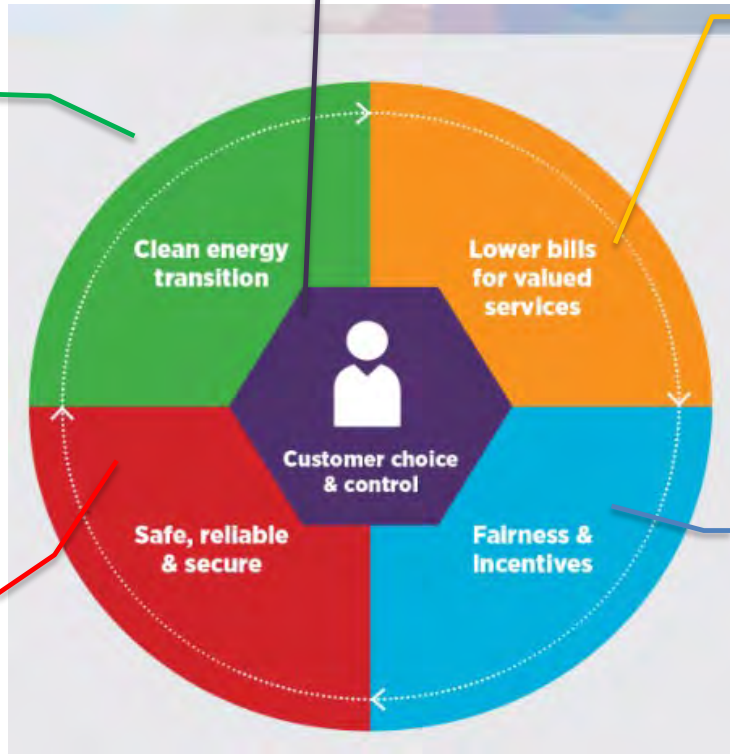 Clean energy
transition
Lower bills
for valued
services
Customer choice
& control
Safe, reliable
& secure
Fairness &
Incentives